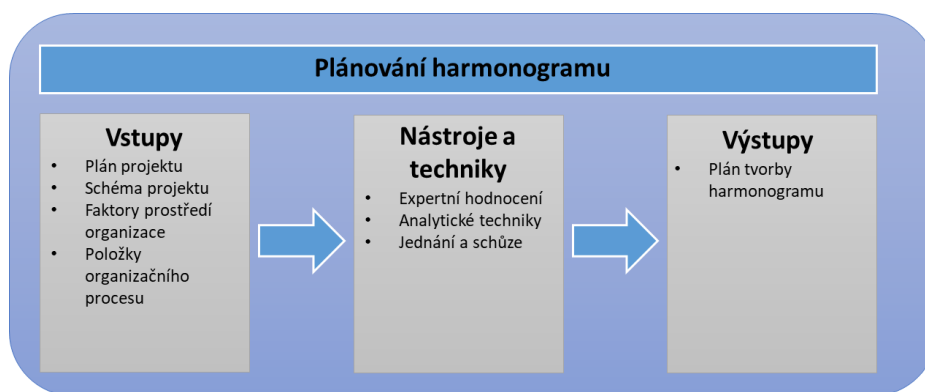 Plánování harmonogramu
Vstupy
• Plán projektu
• Schéma projektu
• Faktory prostředí
organizace
• Položky
organizačního
procesu
Nástroje a
techniky
• Expertní hodnocení
• Analytické techniky
• Jednání a schůze
Výstupy
• Plán tvorby
harmonogramu